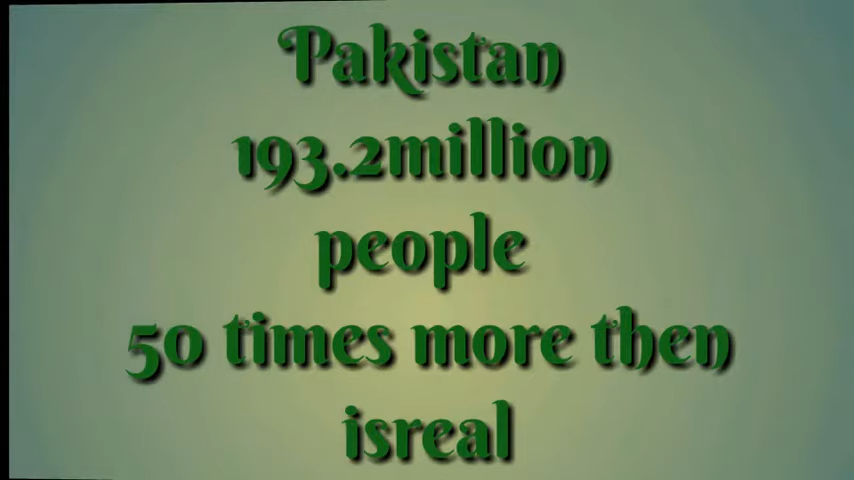 Pakistan
193.2million
people
50 times more then
isreal